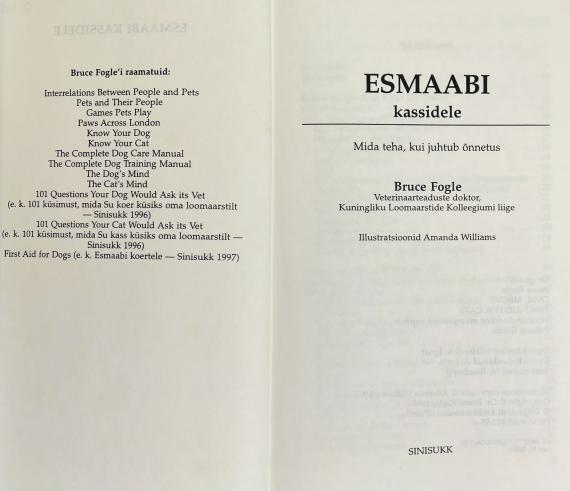 Bruce Fogle'i raamatuid:
Interrelations Between People and Pets
Pets and Their People
Games Pets Play
Paws Across London
Know Your Dog
Know Your Cat
The Complete Dog Care Manual
The Complete Dog Training Manual
The Dog's Mind
The Cat's Mind
101 Questions Your Dog Would Ask its Vet
(e. k. 101 küsimust, mida Su koer küsiks oma loomaarstilt
— Sinisukk 1996)
101 Questions Your Cat Would Ask its Vet
(e. k. 101 küsimust, mida Su kass küsiks oma loomaarstilt —
Sinisukk 1996)
First Aid for Dogs (e. k. Esmaabi koertele — Sinisukk 1997)
ESMAABI
kassidele
Mida teha, kui juhtub õnnetus
Bruce Fogle
Veterinaarteaduste doktor,
Kuningliku Loomaarstide Kolleegiumi liige
Illustratsioonid Amanda Williams
SINISUKK